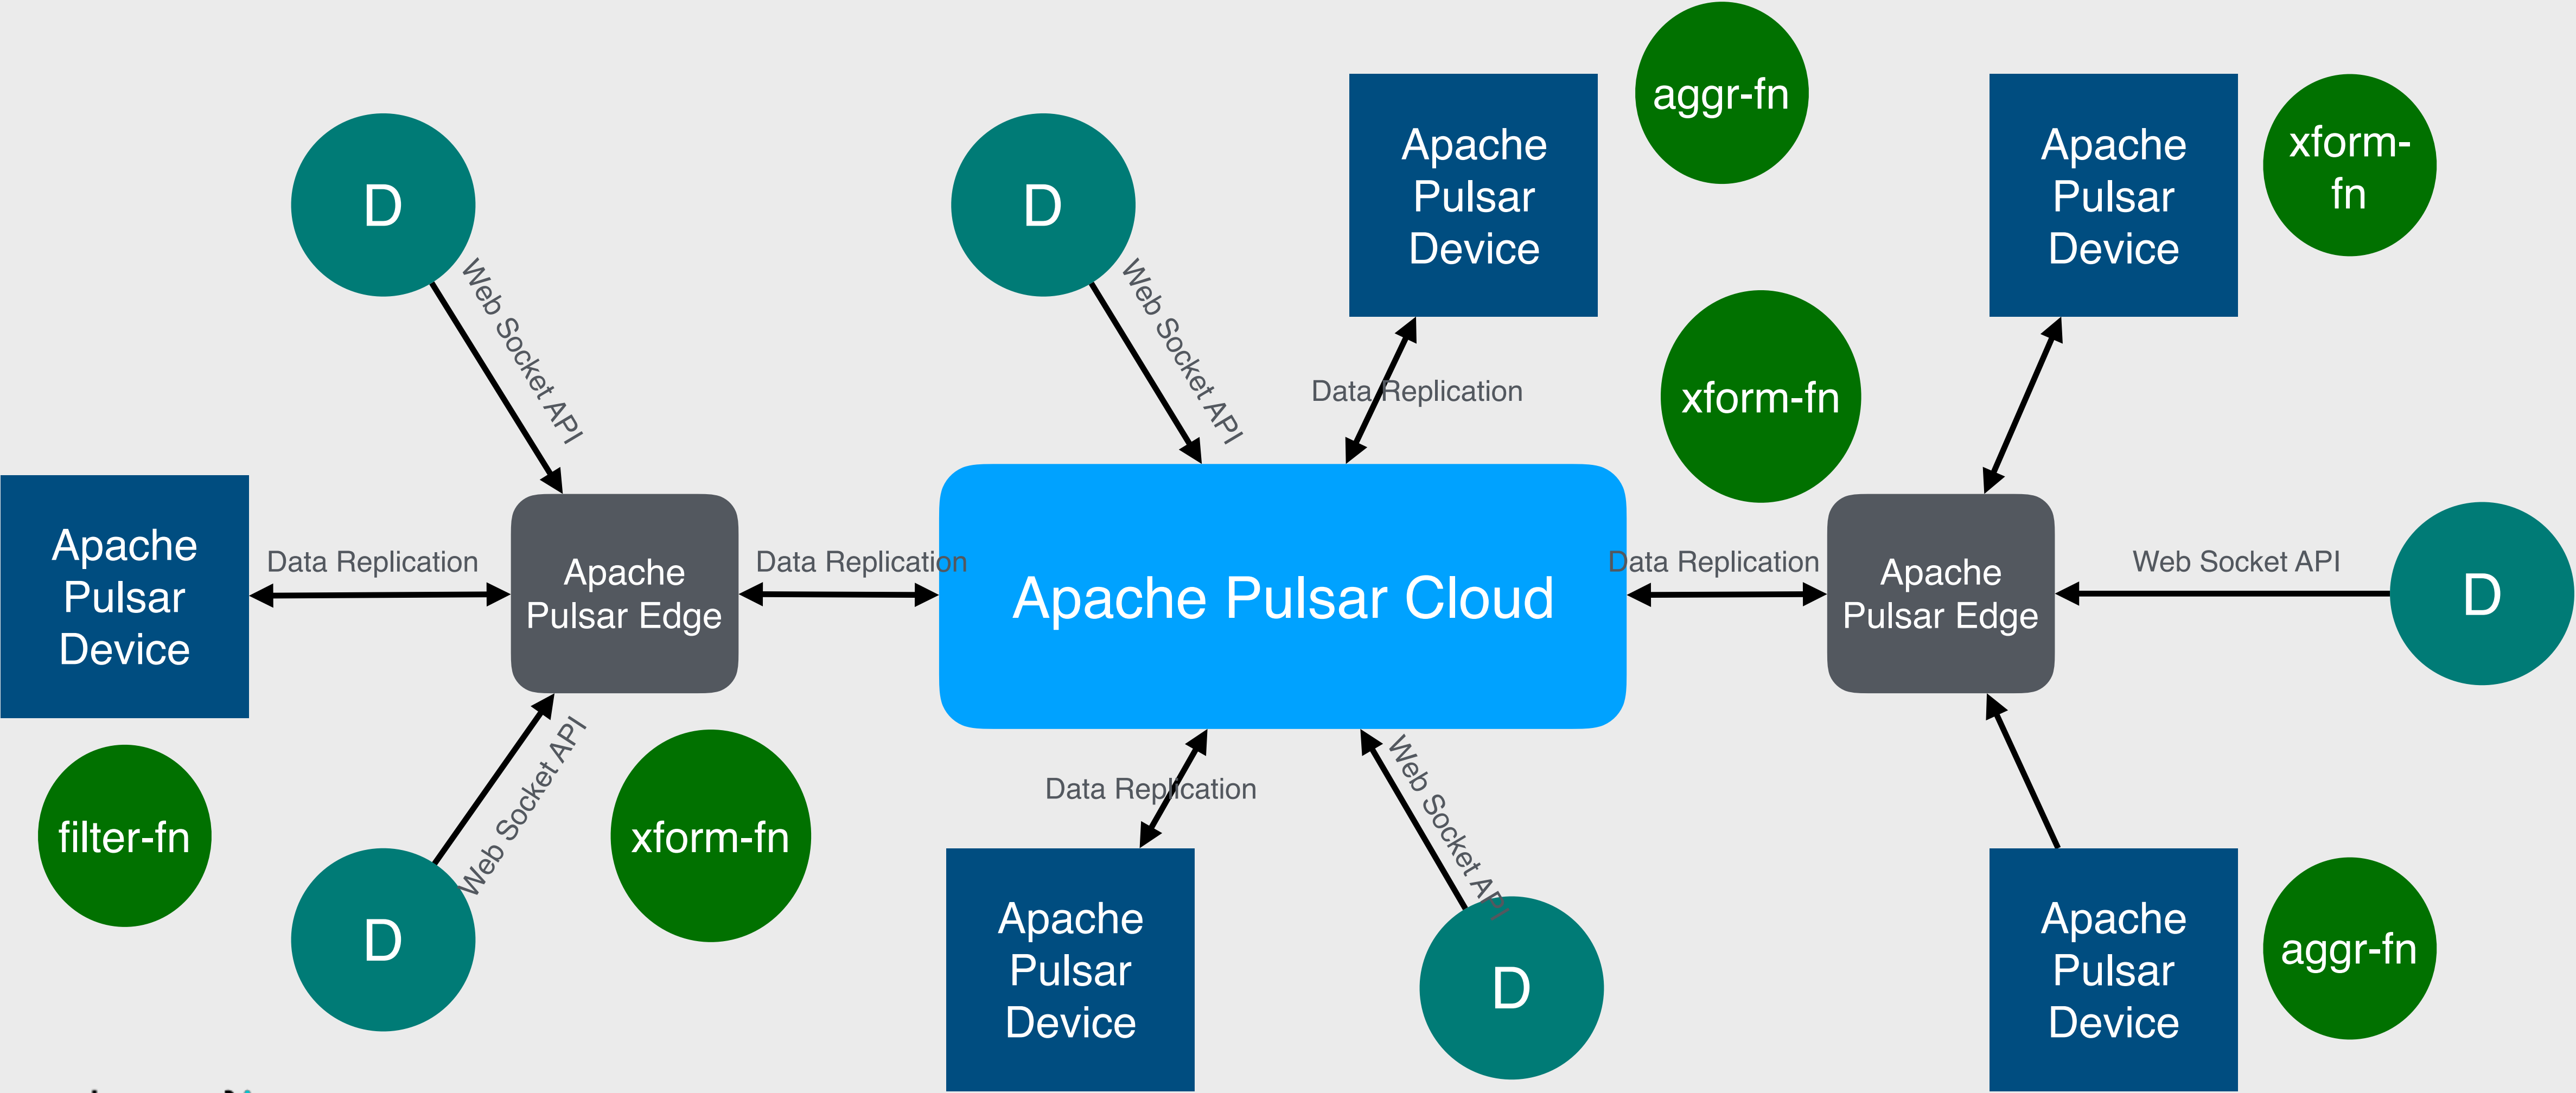 D
Web Socket API
Apache
Pulsar
Device
Data Replication
Apache
Pulsar Edge
Data Replication
filter-fn
D
Web Socket API
xform-fn
D
Web Socket API
Apache
Pulsar
Device
aggr-fn
Data Replication
xform-fn
Apache Pulsar Cloud
Data Replication
Data Replication
Apache
Pulsar
Device
Web Socket API
D
Apache
Pulsar
Device
xform-
fn
Apache
Pulsar Edge
Web Socket API
D
Apache
Pulsar
Device
aggr-fn